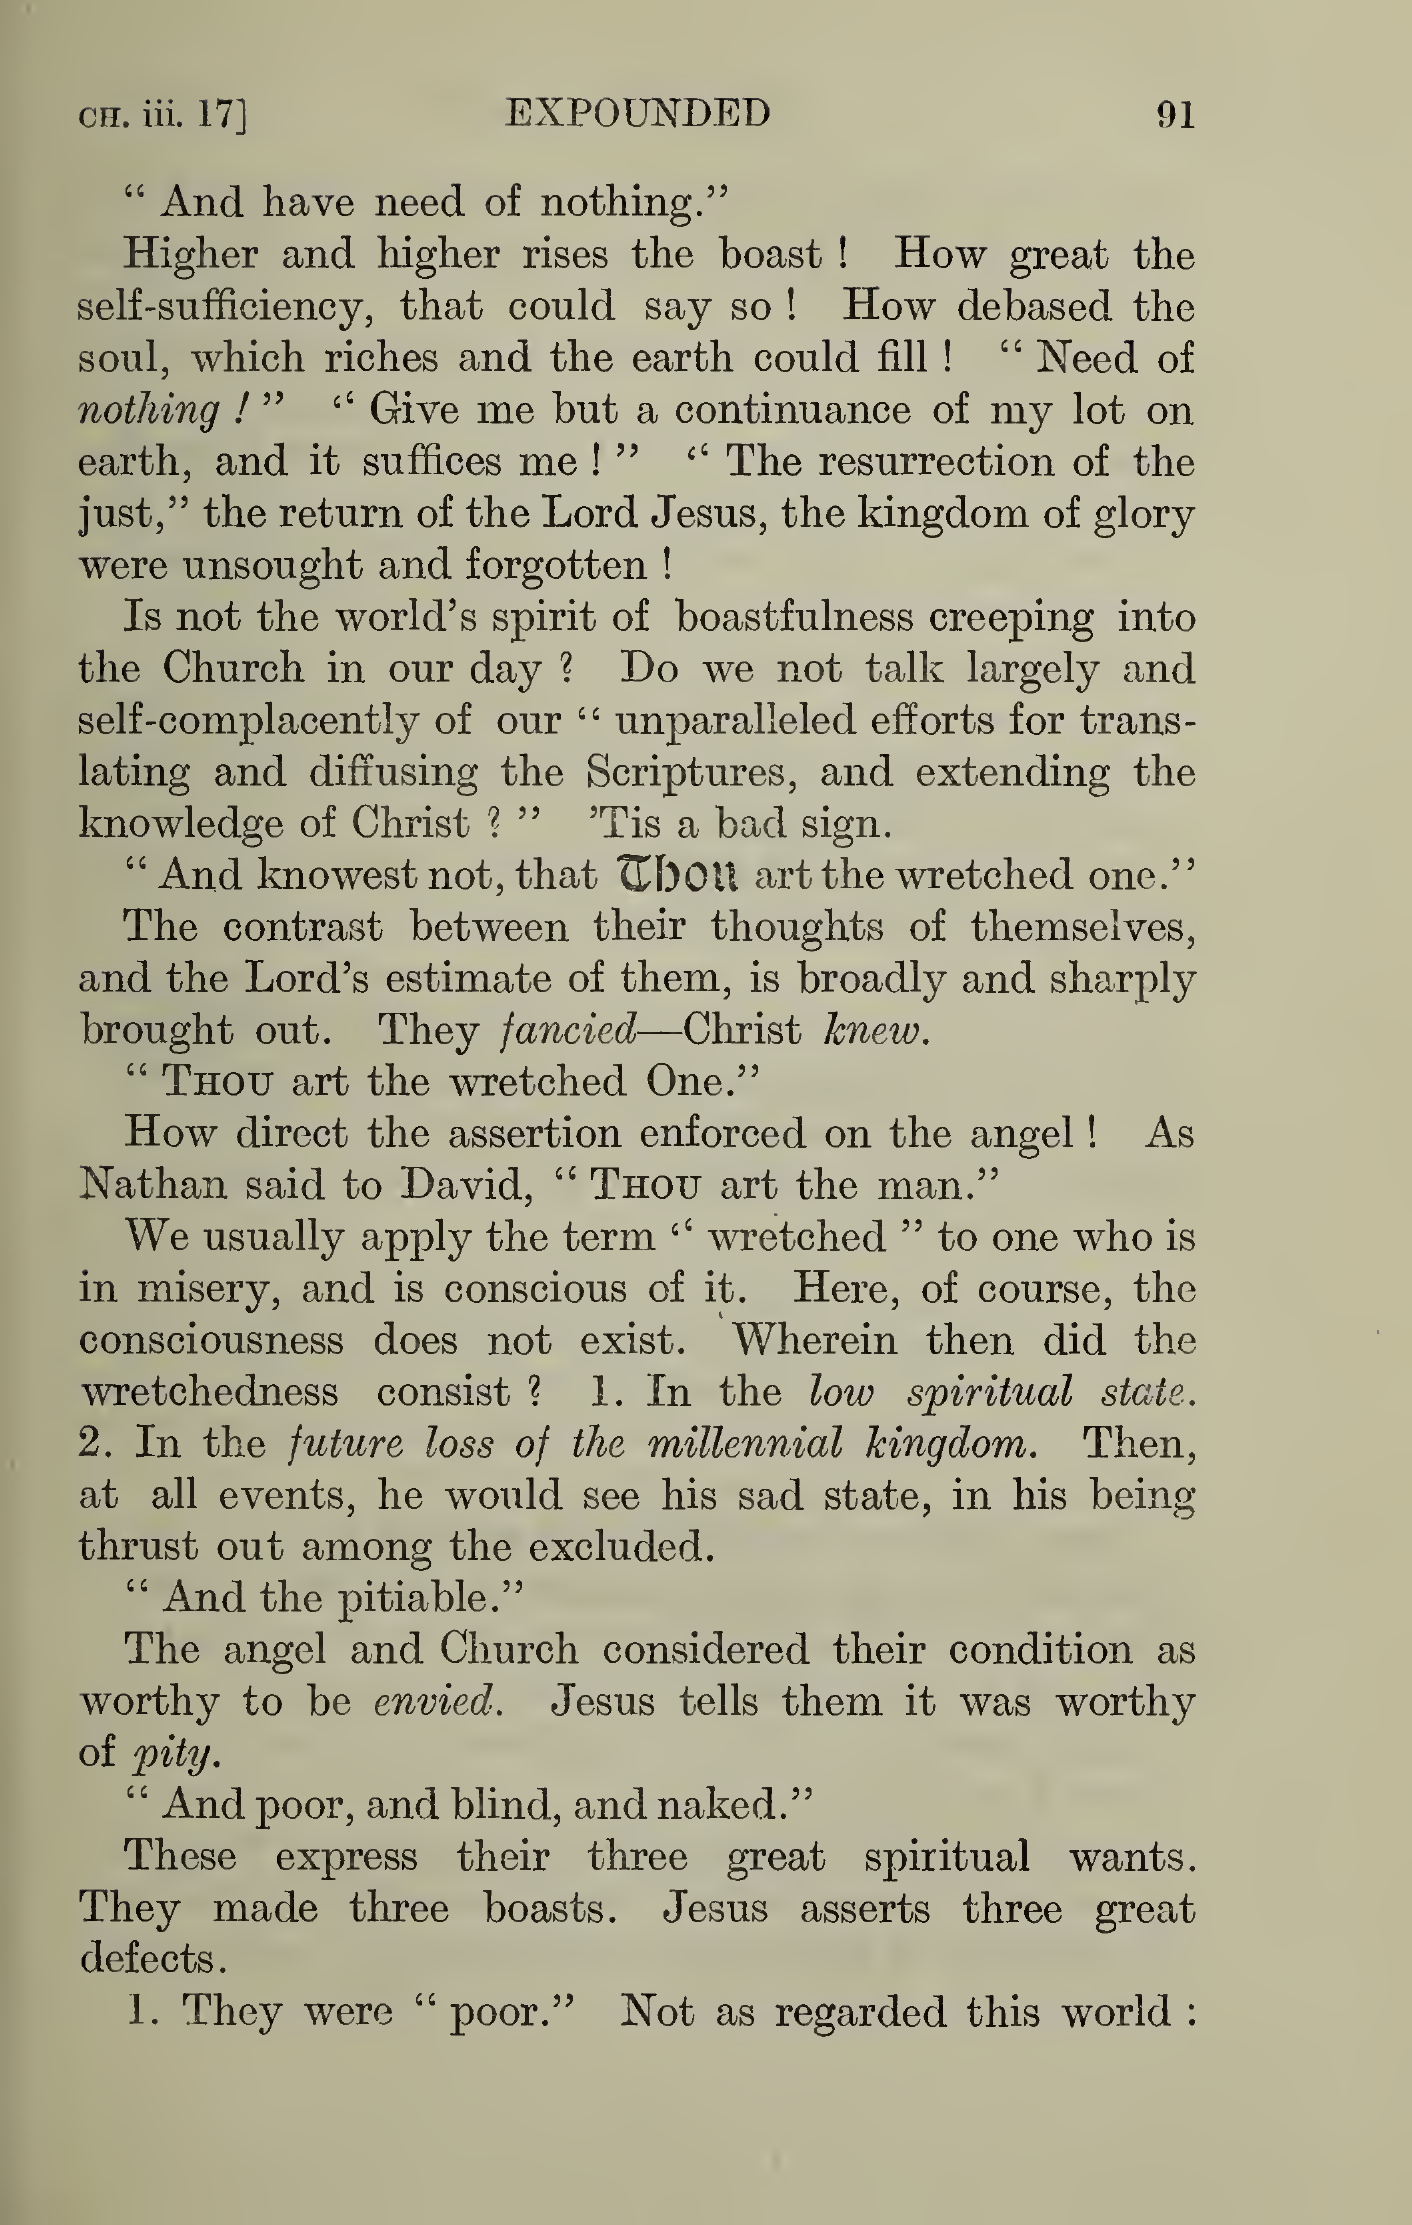 CH. iii. 17] EXPOUNDED 91
“ And have need of nothing.”
Higher and higher rises the boast ! How great the
self-sufficiency, that could say so ! How debased the
soul, which riches and the earth could fill ! “ Need of
nothing ! ” “ Give me but a continuance of my lot on
earth, and it suffices me ! ” “ The resurrection of the
just,” the return of the Lord Jesus, the kingdom of glory
were unsought and forgotten !
Is not the world’s spirit of boastfulness creeping into
the Church in our day ? Do we not talk largely and
self-complacently of our “ unparalleled efforts for trans-
lating and diffusing the Scriptures, and extending the
knowledge of Christ ? ” ’Tis a bad sign.
“ And knowest not, that Thou art the wretched one.”
The contrast between their thoughts of themselves,
and the Lord’s estimate of them, is broadly and sharply
brought out. They fancied—Christ knew.
“ THOU art the wretched One.”
How direct the assertion enforced on the angel ! As
Nathan said to David, “ THOU art the man.”
We usually apply the term “ wretched ” to one who is
in misery, and is conscious of it. Here, of course, the
consciousness does not exist. Wherein then did the
wretchedness consist ? 1. In the low spiritual state.
2. In the future loss of the millennial kingdom. Then,
at all events, he would see his sad state, in his being
thrust out among the excluded.
“ And the pitiable.”
The angel and Church considered their condition as
worthy to be envied. Jesus tells them it was worthy
of pity.
“ And poor, and blind, and naked.”
These express their three great spiritual wants.
They made three boasts. Jesus asserts three great
defects.
1. They were “ poor.” Not as regarded this world :